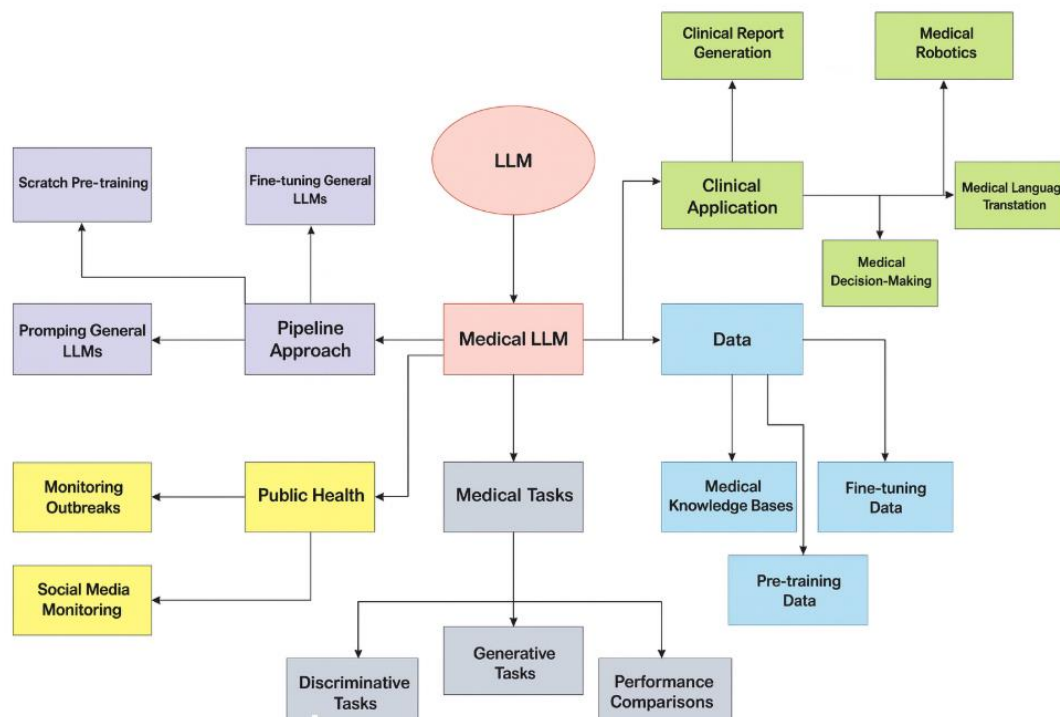 Clinical Report
Generation
Medical
Robotics
LLM
Scratch Pre-training
Fine-tuning General
LLMs
Clinical
Application
Medical Languag
Transtation
Medical
Decision-Making
Promping General
LLMs
Pipeline
Approach
Medical LLM
Data
Monitoring
Outbreaks
Public Health
Medical Tasks
Medical
Knowledge Bases
Fine-tuning
Data
Social Media
Monitoring
Pre-training
Data
Discriminative
Tasks
Generative
Tasks
Performance
Comparisons